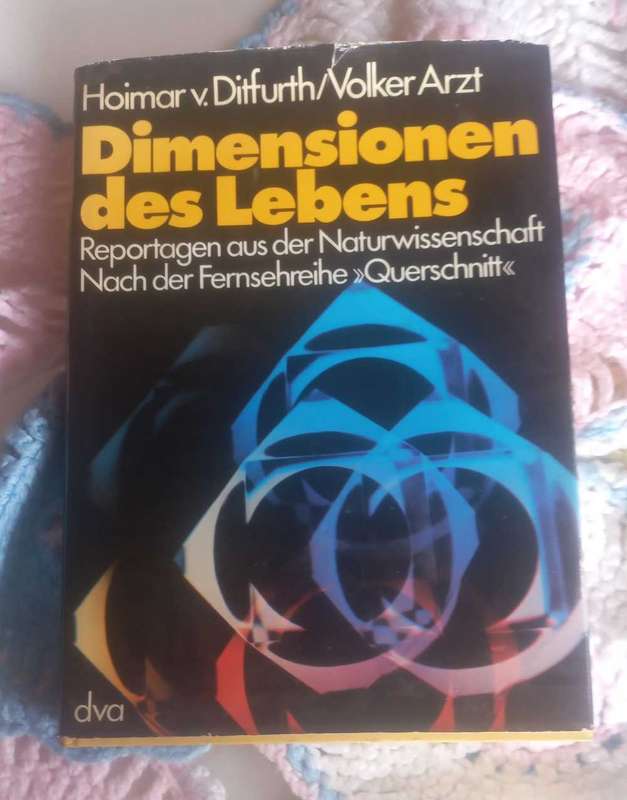 Hoimar v. Ditfurth/Volker Arzt
Dimensionen
des Lebens
Reportagen aus der Naturwissenschaft
Nach der Fernsehreihe »Querschnitt«
dva